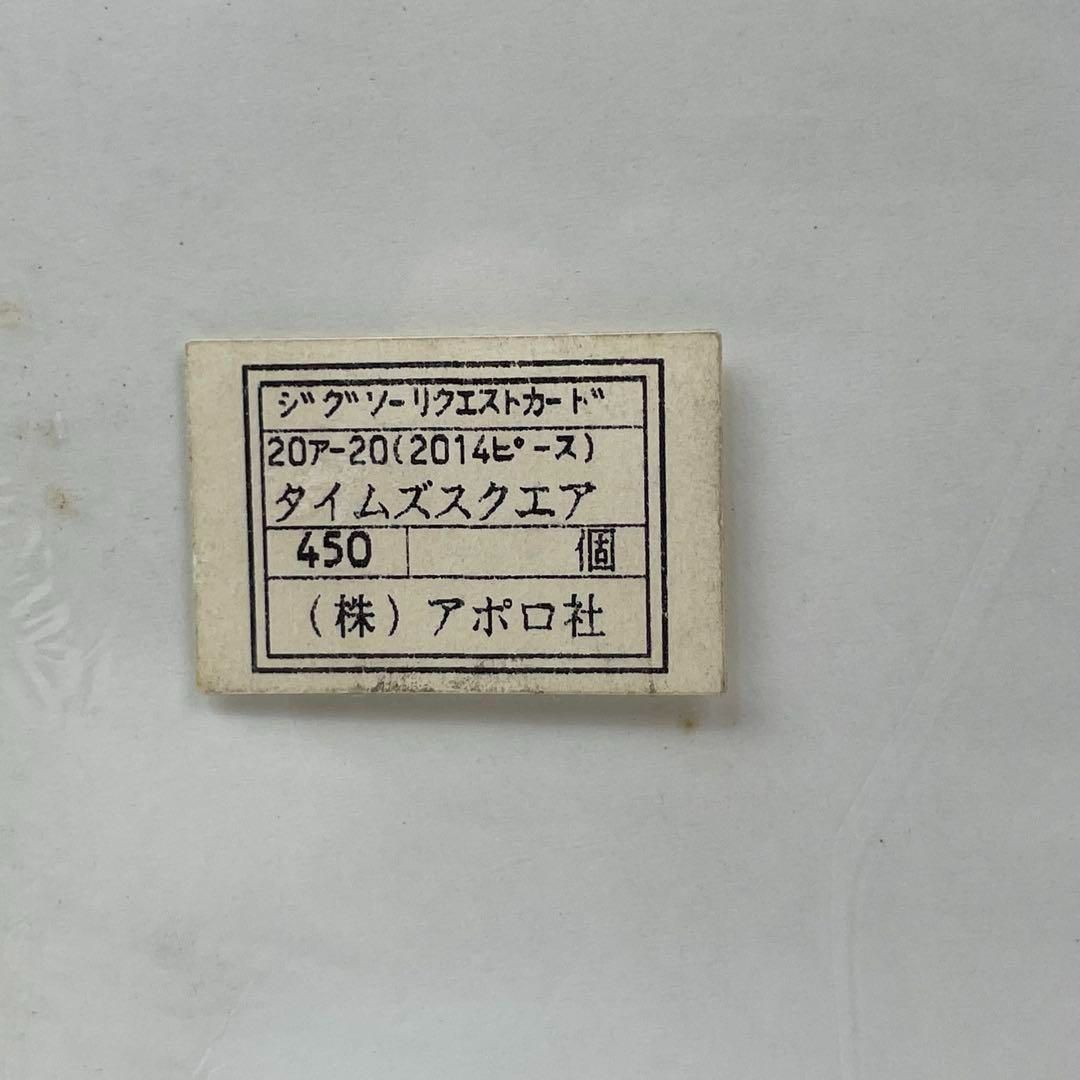 ジグソーリクエストカード
20ア-20(2014ピース)
タイムズスクエア
450 個
(株)アポロ社